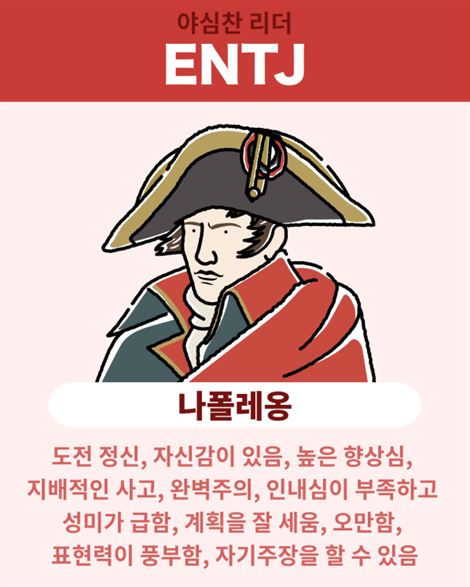 야심찬 리더
ENTJ
나폴레옹
도전 정신, 자신감이 있음, 높은 향상심,
지배적인 사고, 완벽주의, 인내심이 부족하고
성미가 급함, 계획을 잘 세움, 오만함,
표현력이 풍부함, 자기주장을 할 수 있음